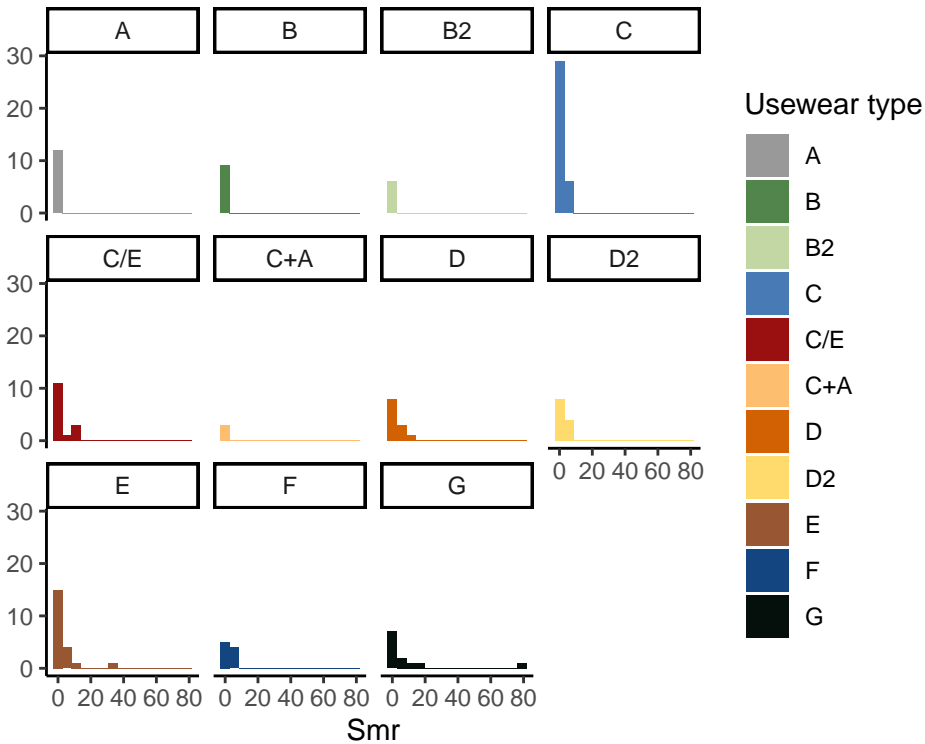 A B B2 C
30
20
10
0
C/E C+A D D2
30
20
10
0
0 20 40 60 80
E F G
30
20
10
0
0 20 40 60 80 0 20 40 60 80 0 20 40 60 80
Smr
Usewear type
A
B
B2
C
C/E
C+A
D
D2
E
F
G